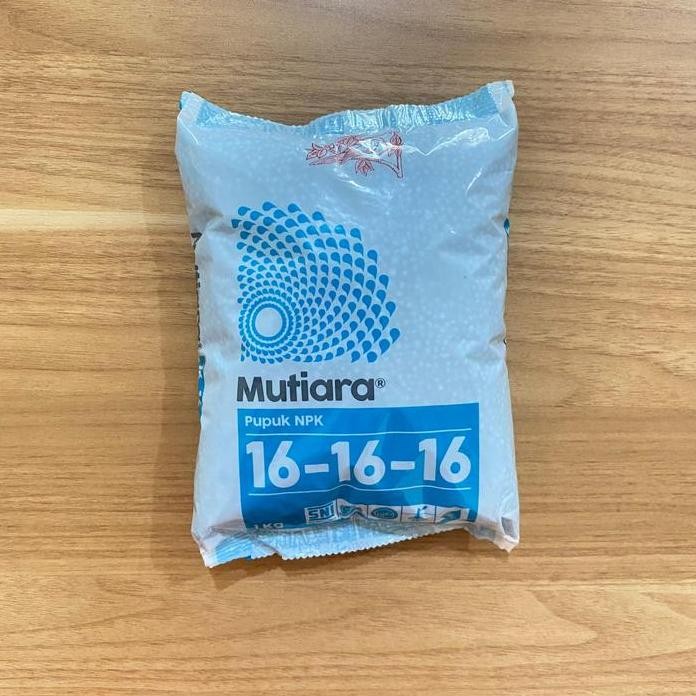 Mutiara®
Pupuk NPK
16-16-16
1 Kg
SNI